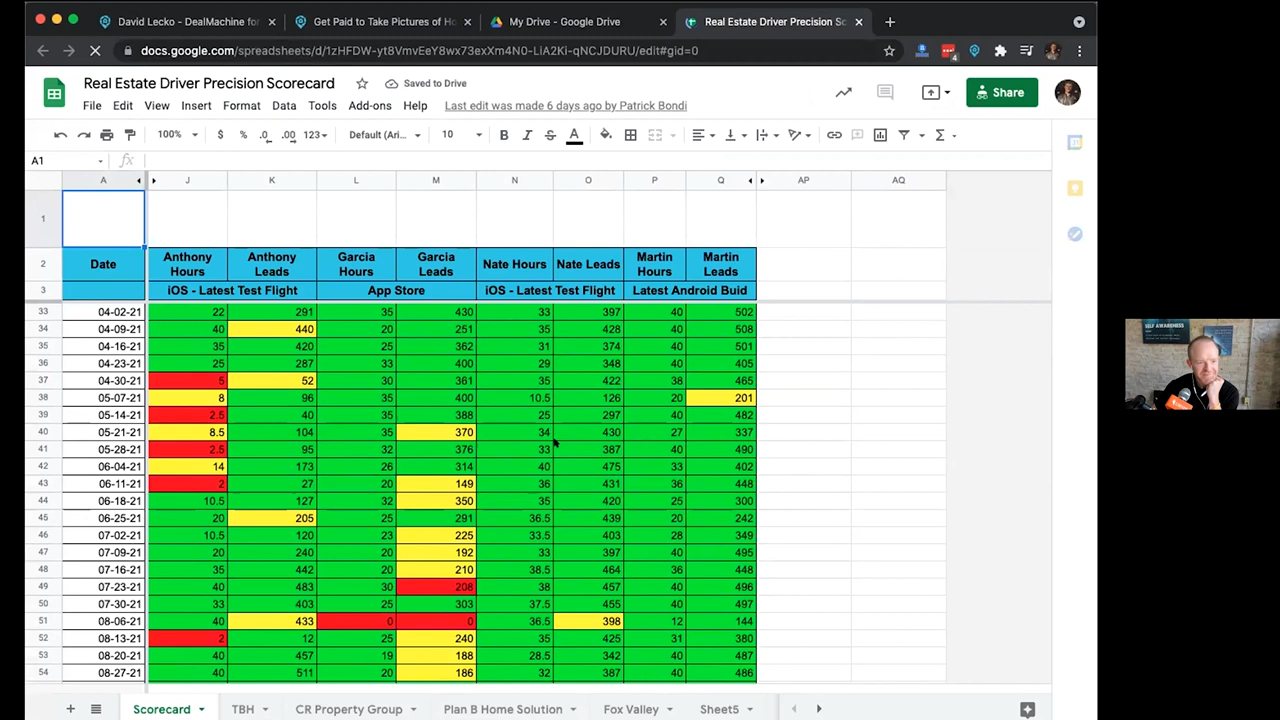 David Lecko - DealMachine for
Get Paid to Take Pictures of Ho
My Drive - Google Drive
Real Estate Driver Precision Sc
docs.google.com/spreadsheets/d/1zHFDW-yt8VmvEeY8wx73exXm4N0-LiA2Ki-qNCJDURU/edit#gid=0
4
Real Estate Driver Precision Scorecard
Saved to Drive
File Edit View Insert Format Data Tools Add-ons Help
Last edit was made 6 days ago by Patrick Bondi
Share
100% $ % .0 .00 123 Default (Ari... 10 B I S A
A1 fx
A J K L M N O P Q AP AQ
1
2 Date Anthony Hours Anthony Leads Garcia Hours Garcia Leads Nate Hours Nate Leads Martin Hours Martin Leads
3 iOS - Latest Test Flight App Store iOS - Latest Test Flight Latest Android Buid
33 04-02-21 22 291 35 430 33 397 40 502
34 04-09-21 40 440 20 251 35 428 40 508
35 04-16-21 35 420 25 362 31 374 40 501
36 04-23-21 25 287 33 400 29 348 40 405
37 04-30-21 5 52 30 361 35 422 38 465
38 05-07-21 8 96 35 400 10.5 126 20 201
39 05-14-21 2.5 40 35 388 25 297 40 482
40 05-21-21 8.5 104 35 370 34 430 27 337
41 05-28-21 2.5 95 32 376 33 387 40 490
42 06-04-21 14 173 26 314 40 475 33 402
43 06-11-21 2 27 20 149 36 431 36 448
44 06-18-21 10.5 127 32 350 35 420 25 300
45 06-25-21 20 205 25 291 36.5 439 20 242
46 07-02-21 10.5 120 23 225 33.5 403 28 349
47 07-09-21 20 240 20 192 33 397 40 495
48 07-16-21 35 442 20 210 38.5 464 36 448
49 07-23-21 40 483 30 208 38 457 40 496
50 07-30-21 33 403 25 303 37.5 455 40 497
51 08-06-21 40 433 0 0 36.5 398 12 144
52 08-13-21 2 12 25 240 35 425 31 380
53 08-20-21 40 457 19 188 28.5 342 40 487
54 08-27-21 40 511 20 186 32 387 40 486
Scorecard TBH CR Property Group Plan B Home Solution Fox Valley Sheet5
SELF AWARENESS